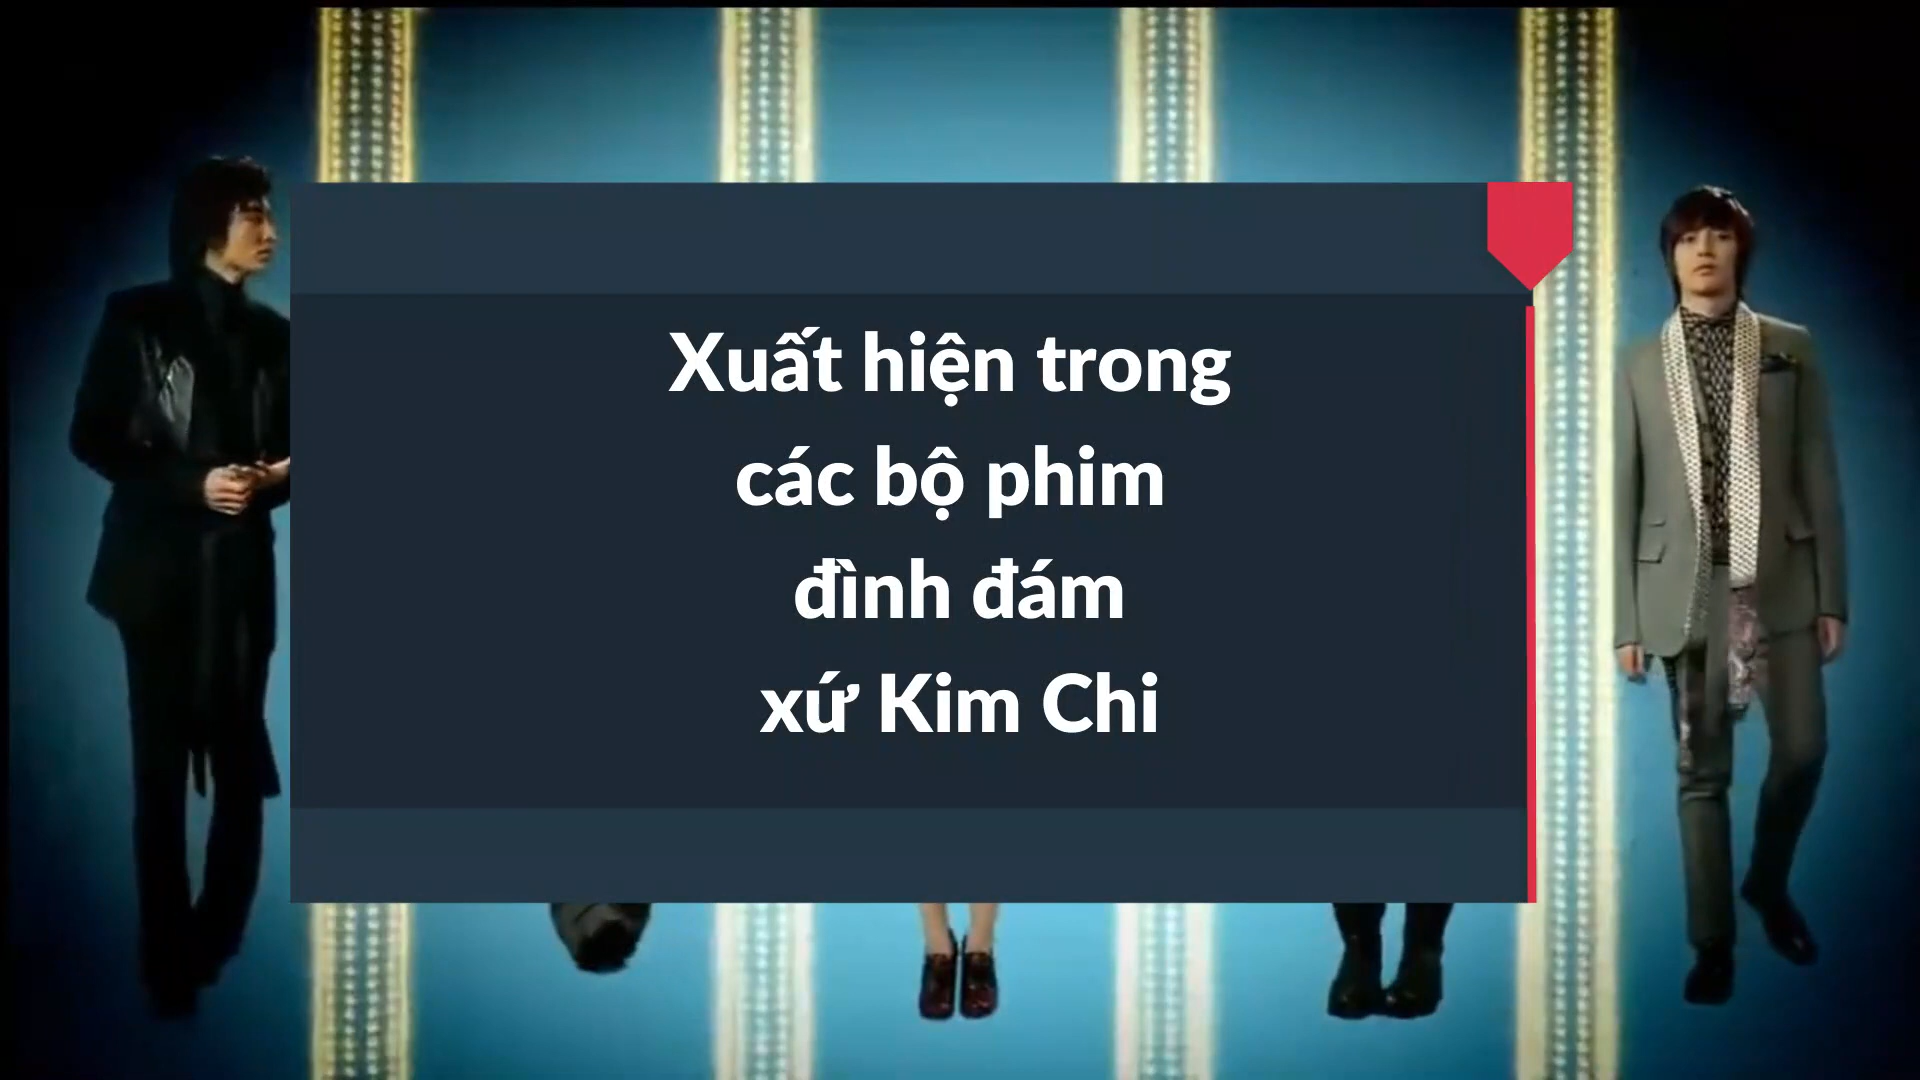 Xuất hiện trong
các bộ phim
đình đám
xứ Kim Chi